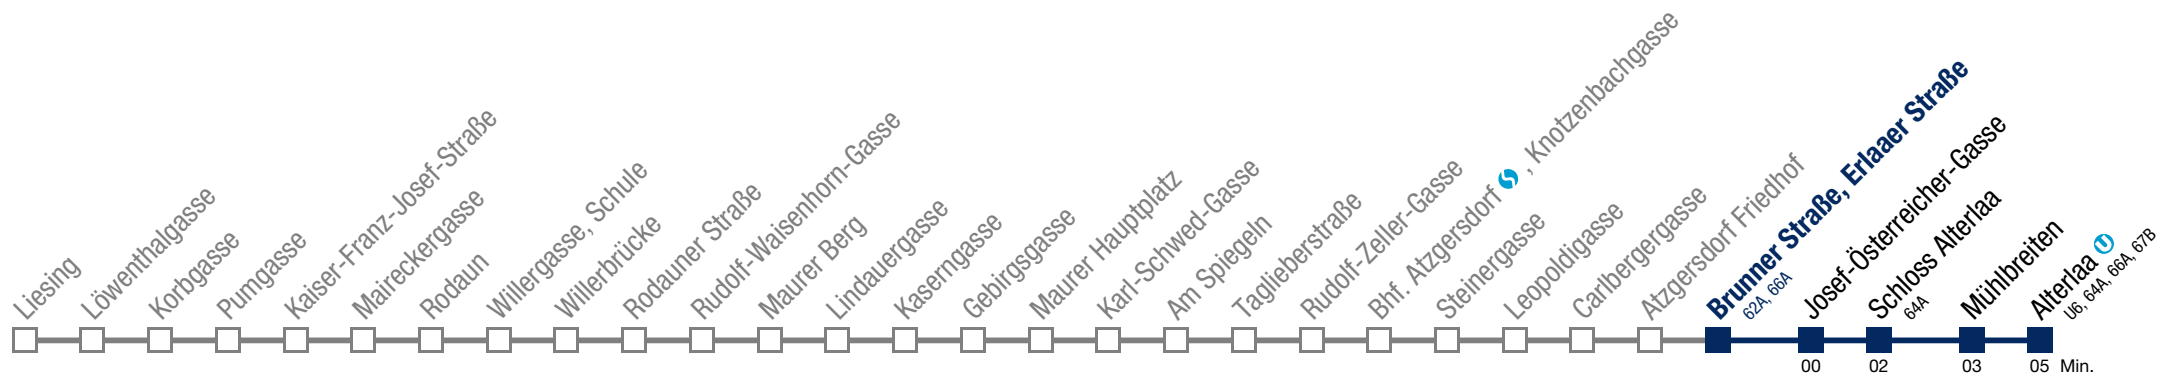 Liesing
Löwenthalgasse
Korbgasse
Pumgasse
Kaiser-Franz-Josef-Straße
Maireckergasse
Rodaun
Willergasse, Schule
Willerbrücke
Rodauner Straße
Rudolf-Waisenhorn-Gasse
Maurer Berg
Lindauergasse
Kaserngasse
Gebirgsgasse
Maurer Hauptplatz
Karl-Schwed-Gasse
Am Spiegeln
Taglieberstraße
Rudolf-Zeller-Gasse
Bhf. Atzgersdorf S, Knotzenbachgasse
Steinergasse
Leopoldigasse
Carlbergergasse
Atzgersdorf Friedhof
Brunner Straße, Erlaaer Straße
62A, 66A
Josef-Österreicher-Gasse
Schloss Alterlaa
64A
Mühlbreiten
Alterlaa U
U6, 64A, 66A, 67B
00 02 03 05 Min.